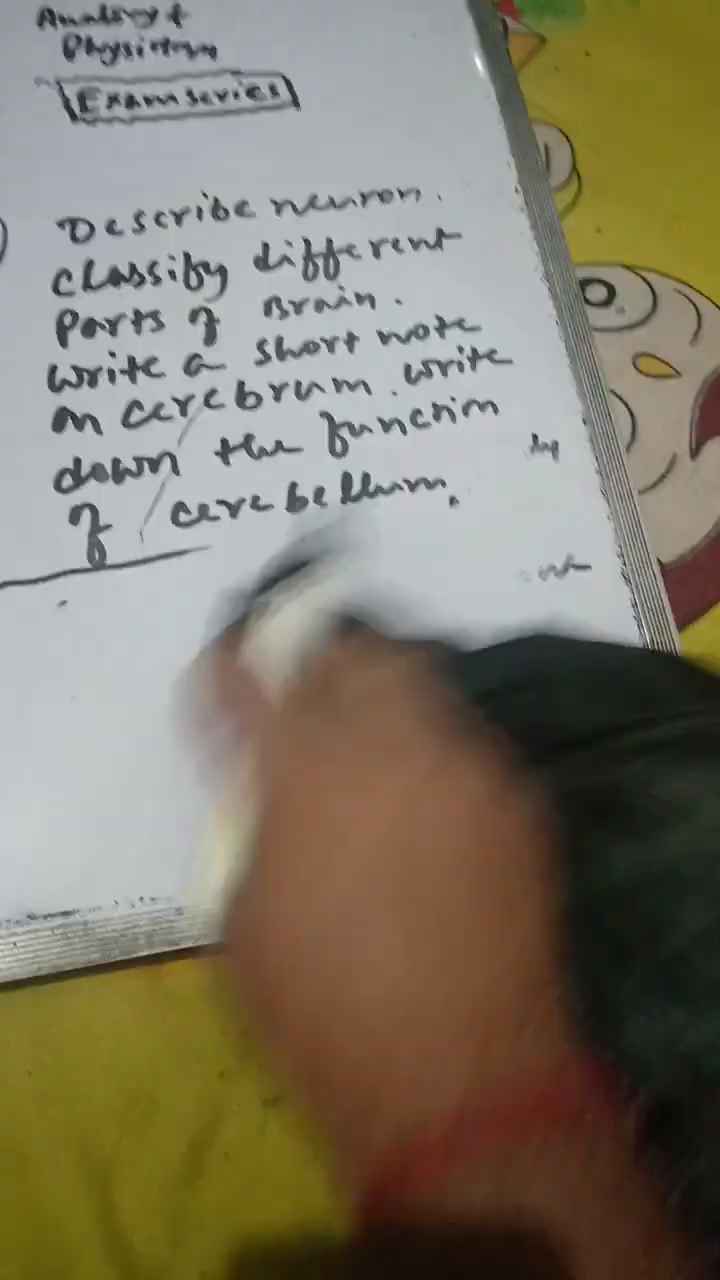 Anatomy &
Physiology
Exam series
Describe neuron.
classify different
parts of Brain.
write a short note
on cerebrum. write
down the function
of cerebellum.